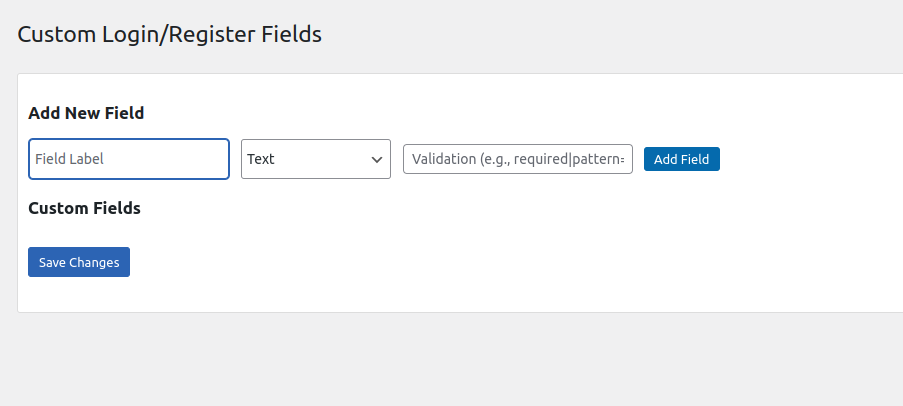 Custom Login/Register Fields
Add New Field
Field Label
Text
Validation (e.g., required|pattern=
Add Field
Custom Fields
Save Changes